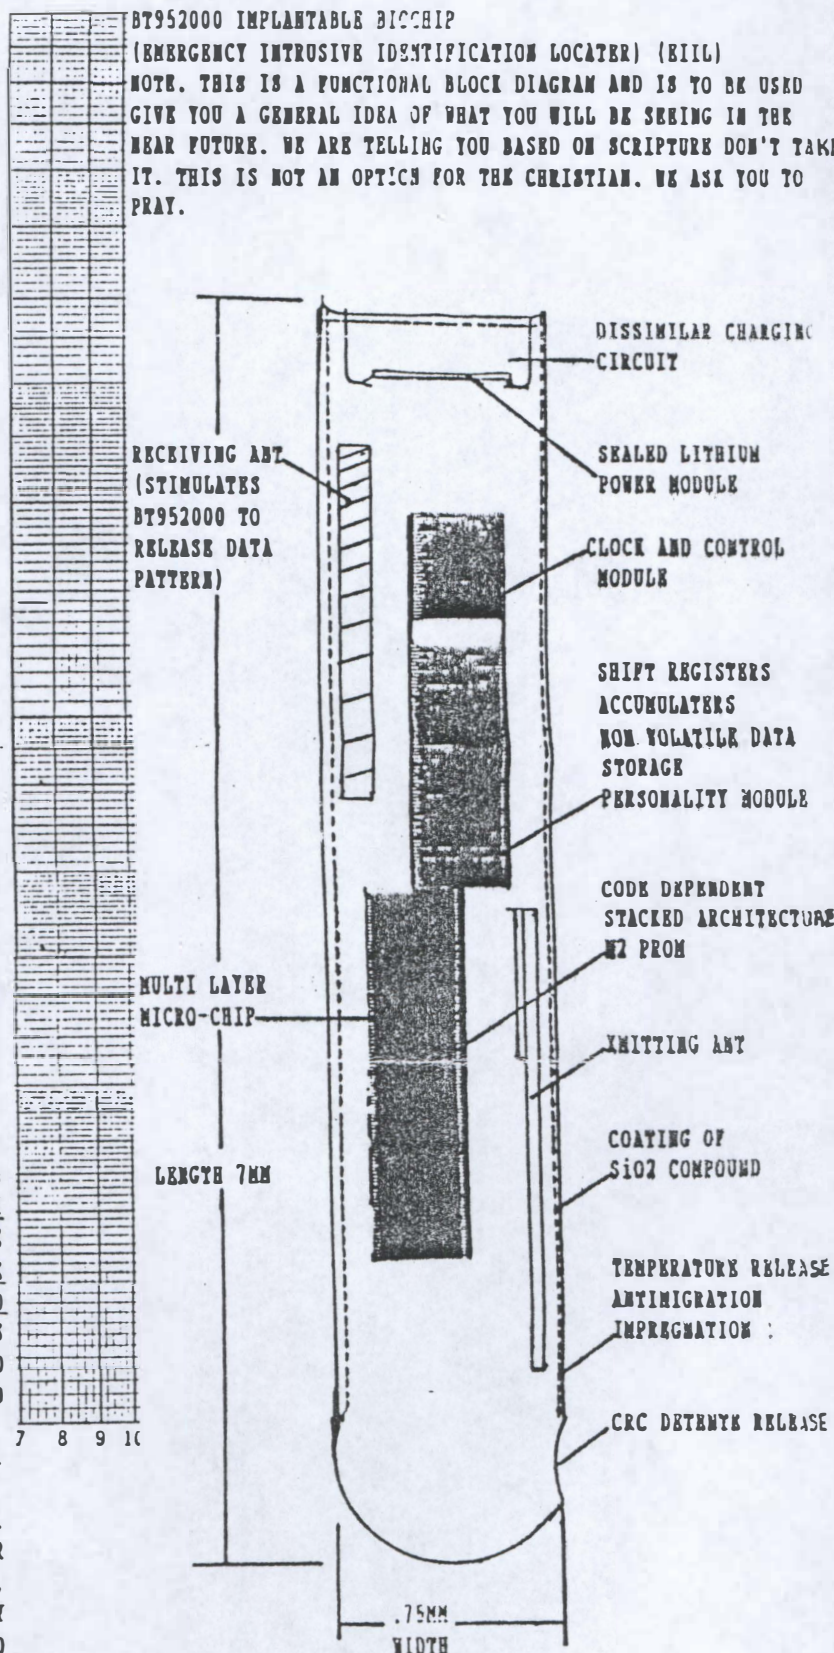 BT952000 IMPLANTABLE BIOCHIP
(EMERGENCY INTRUSIVE IDENTIFICATION LOCATER) (EIIL)
NOTE. THIS IS A FUNCTIONAL BLOCK DIAGRAM AND IS TO BE USED
GIVE YOU A GENERAL IDEA OF WHAT YOU WILL BE SEEING IN THE
NEAR FUTURE. WE ARE TELLING YOU BASED ON SCRIPTURE DON'T TAKE
IT. THIS IS NOT AN OPTION FOR THE CHRISTIAN. WE ASK YOU TO
PRAY.
DISSIMILAR CHARGING
CIRCUIT
RECEIVING ANT
(STIMULATES
BT952000 TO
RELEASE DATA
PATTERN)
SEALED LITHIUM
POWER MODULE
CLOCK AND CONTROL
MODULE
SHIFT REGISTERS
ACCUMULATERS
NON VOLATILE DATA
STORAGE
PERSONALITY MODULE
CODE DEPENDENT
STACKED ARCHITECTURE
N2 PROM
MULTI LAYER
MICRO-CHIP
XMITTING ANT
COATING OF
SiO2 COMPOUND
LENGTH 7MM
TEMPERATURE RELEASE
ANTIMIGRATION
IMPREGNATION
CRC DETENTE RELEASE
7 8 9 10
.75MM
WIDTH